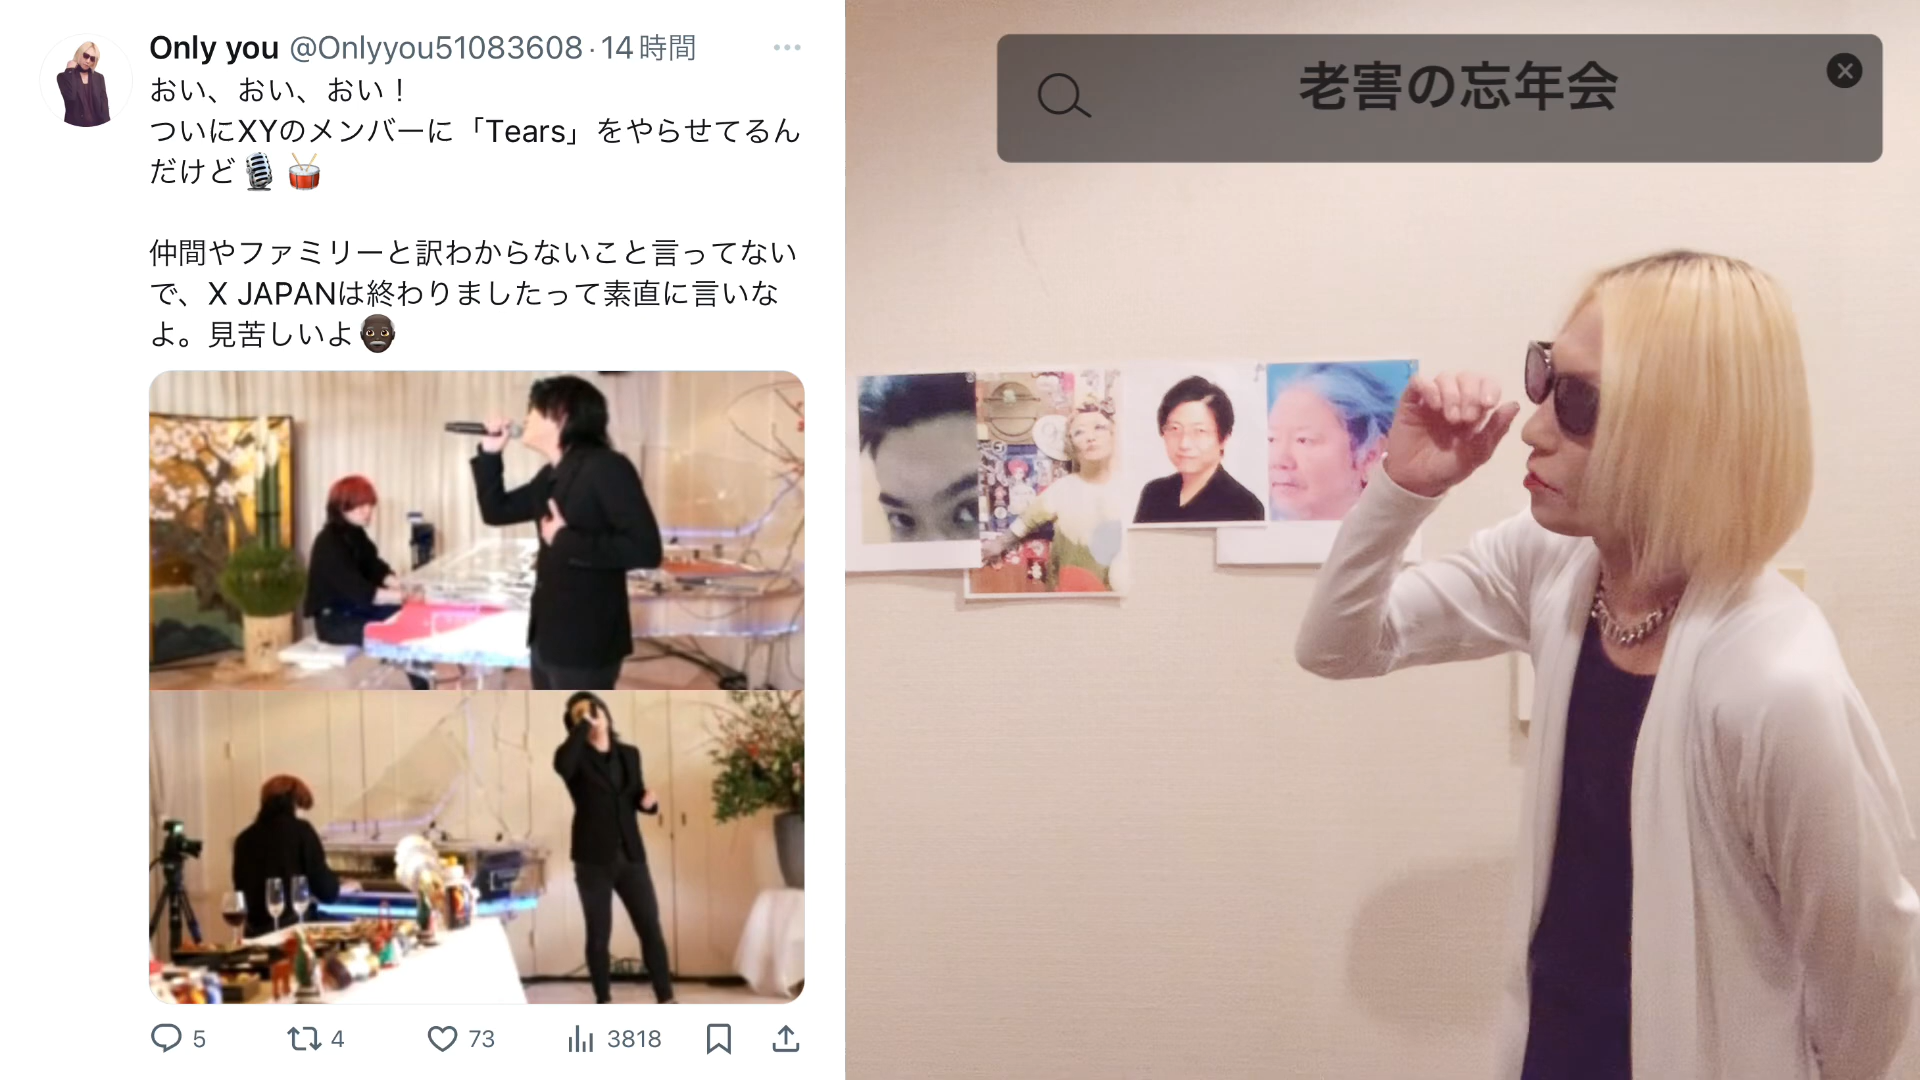 Only you @Onlyyou51083608・14時間
おい、おい、おい！
ついにXYのメンバーに「Tears」をやらせてるん
だけど
仲間やファミリーと訳わからないこと言ってない
で、X JAPANは終わりましたって素直に言いな
よ。見苦しいよ
5 4 73 3818
老害の忘年会